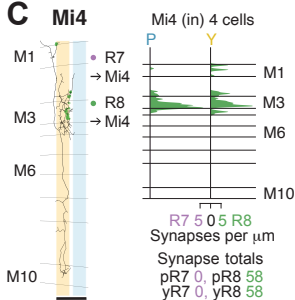 C Mi4
Mi4 (in) 4 cells
P Y
M1
R7
→ Mi4
R8
→ Mi4
M3
M6
M10
M1
M3
M6
M10
R7 5 0 5 R8
Synapses per µm
Synapse totals
pR7 0, pR8 58
yR7 0, yR8 58